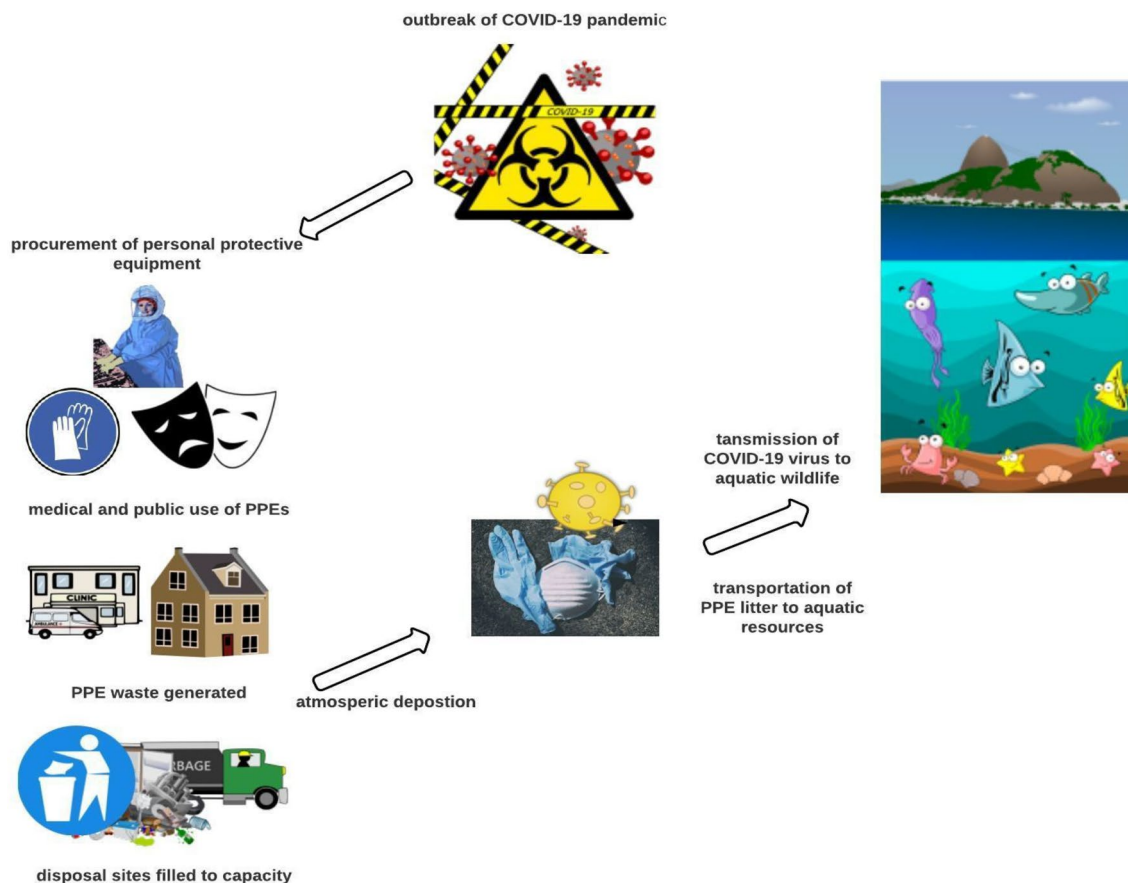 outbreak of COVID-19 pandemic
COVID-19
procurement of personal protective
equipment
medical and public use of PPEs
CLINIC
AMBULANCE
PPE waste generated
atmosperic depostion
RBAGE
disposal sites filled to capacity
tansmission of
COVID-19 virus to
aquatic wildlife
transportation of
PPE litter to aquatic
resources